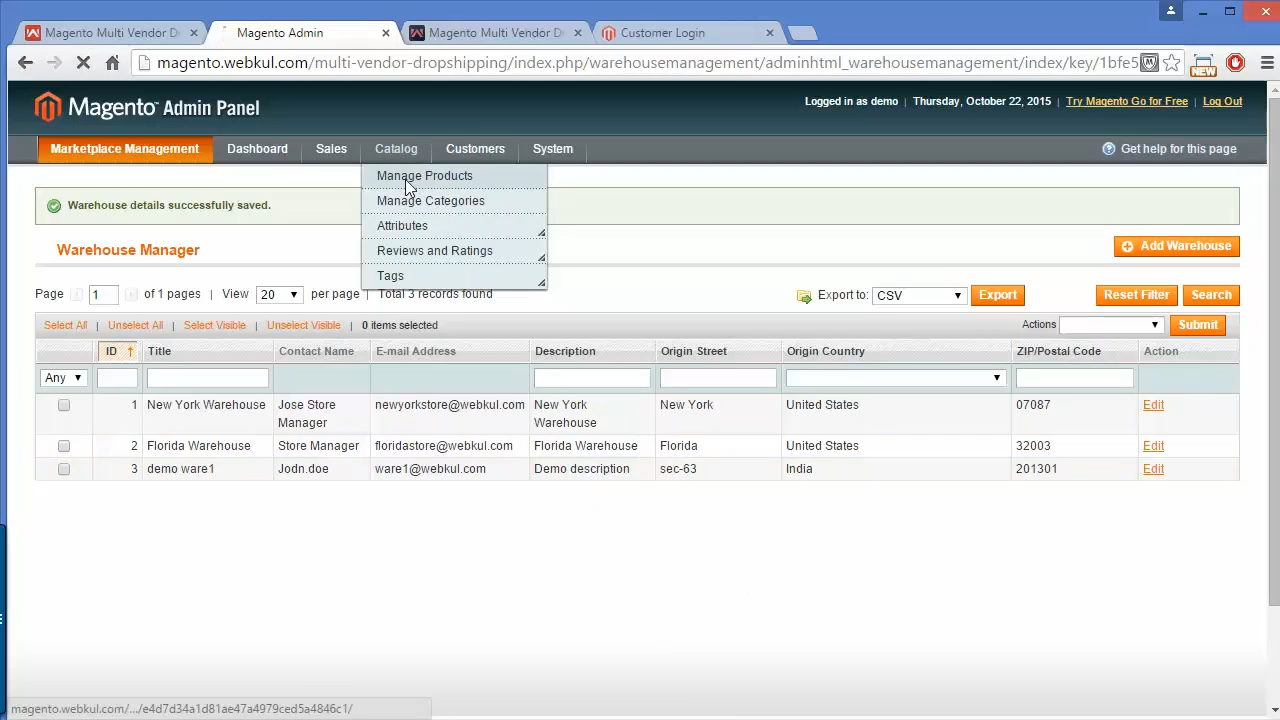 Magento Multi Vendor D
Magento Admin
Magento Multi Vendor D
Customer Login
magento.webkul.com/multi-vendor-dropshipping/index.php/warehousemanagement/adminhtml_warehousemanagement/index/key/1bfe5
NEW
Magento Admin Panel
Logged in as demo | Thursday, October 22, 2015 | Try Magento Go for Free | Log Out
Marketplace Management Dashboard Sales Catalog Customers System
Get help for this page
Manage Products
Manage Categories
Attributes
Reviews and Ratings
Tags
Warehouse details successfully saved.
Warehouse Manager
Add Warehouse
Page 1 of 1 pages | View 20 per page | Total 3 records found
Export to: CSV Export Reset Filter Search
Select All | Unselect All | Select Visible | Unselect Visible | 0 items selected
Actions Submit
ID Title Contact Name E-mail Address Description Origin Street Origin Country ZIP/Postal Code Action
Any
1 New York Warehouse Jose Store Manager newyorkstore@webkul.com New York Warehouse New York United States 07087 Edit
2 Florida Warehouse Store Manager floridastore@webkul.com Florida Warehouse Florida United States 32003 Edit
3 demo ware1 Jodn.doe ware1@webkul.com Demo description sec-63 India 201301 Edit
magento.webkul.com/.../e4d7d34a1d81ae47a4979ced5a4846c1/